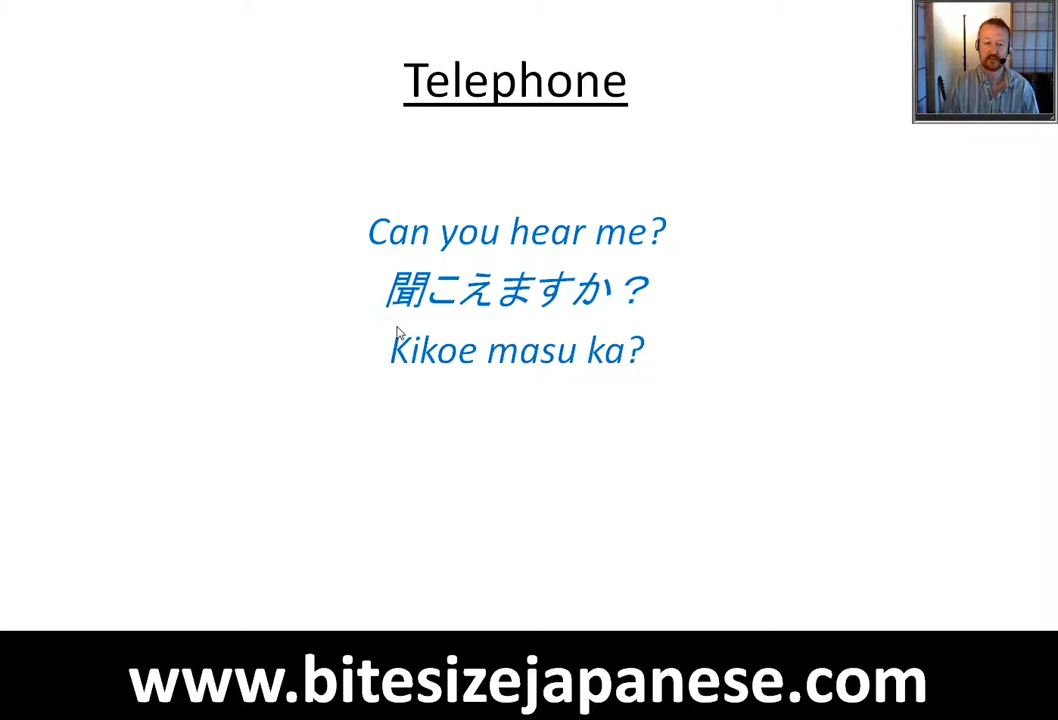 Telephone
Can you hear me?
聞こえますか？
Kikoe masu ka?
www.bitesizejapanese.com